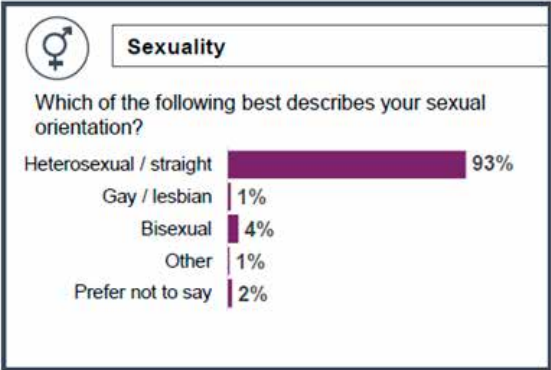 Sexuality
Which of the following best describes your sexual
orientation?
Heterosexual / straight 93%
Gay / lesbian 1%
Bisexual 4%
Other 1%
Prefer not to say 2%